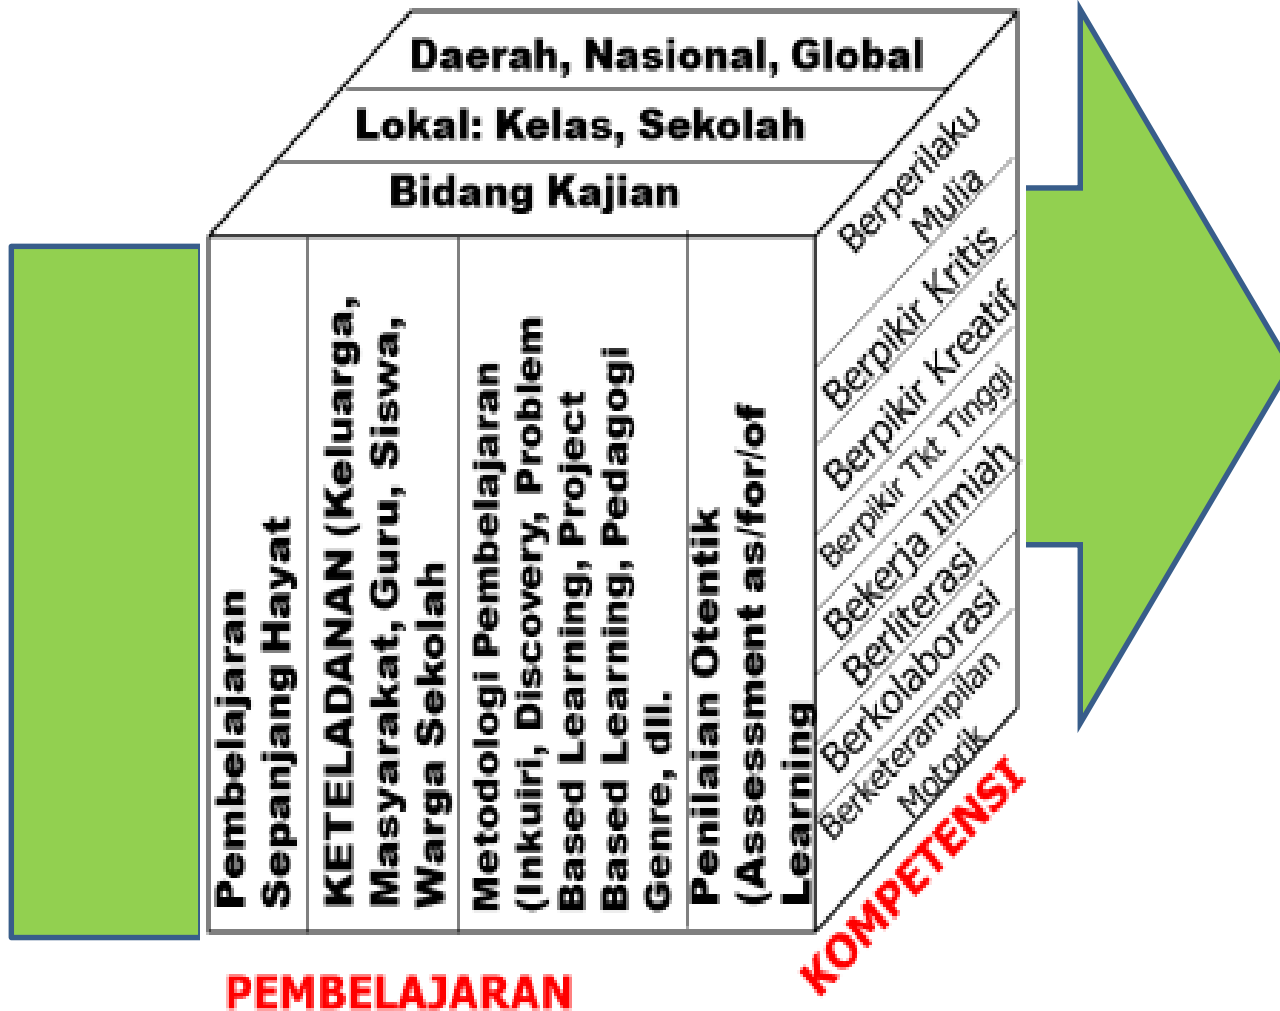 Daerah, Nasional, Global
Lokal: Kelas, Sekolah
Bidang Kajian
Pembelajaran
Sepanjang Hayat
KETELADANAN (Keluarga,
Masyarakat, Guru, Siswa,
Warga Sekolah
Metodologi Pembelajaran
(Inkuiri, Discovery, Problem
Based Learning, Project
Based Learning, Pedagogi
Genre, dll.
Penilaian Otentik
(Assessment as/for/of
Learning
Berperilaku
Mulia
Berpikir Kritis
Berpikir Kreatif
Berpikir Tkt Tinggi
Bekerja Ilmiah
Berliterasi
Berkolaborasi
Berketerampilan
Motorik
PEMBELAJARAN
KOMPETENSI